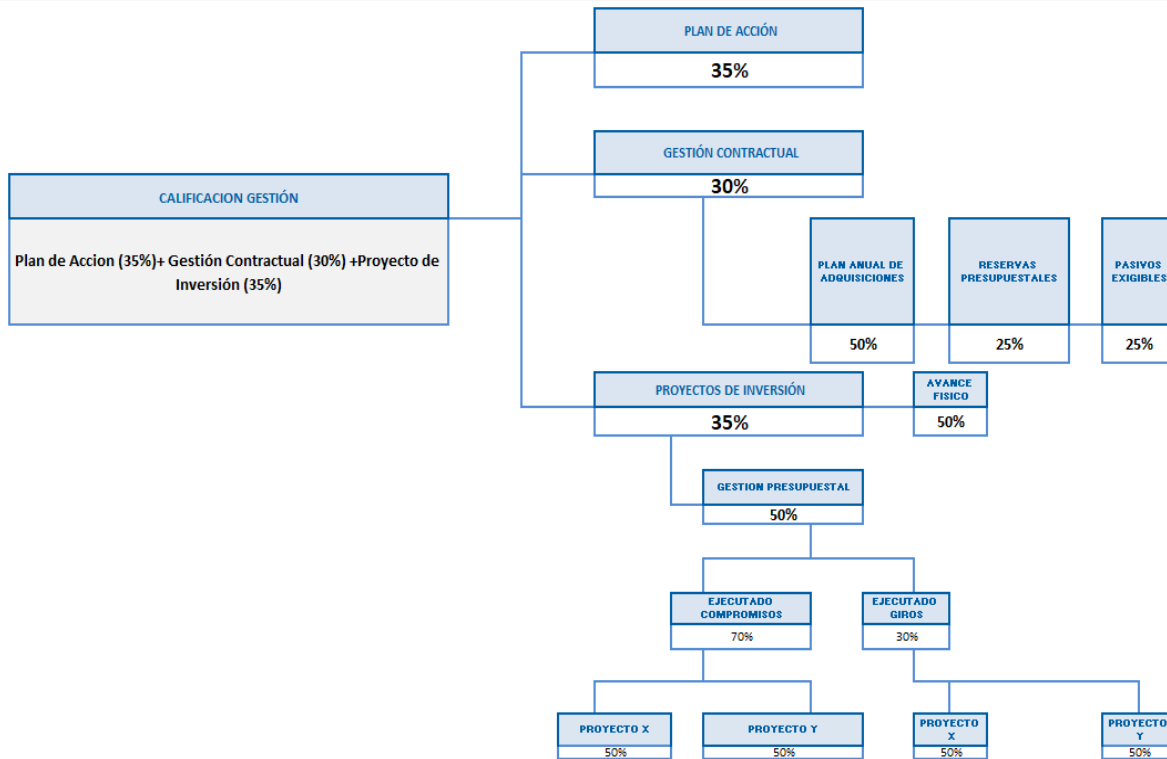 PLAN DE ACCIÓN
35%
GESTIÓN CONTRACTUAL
30%
CALIFICACION GESTIÓN
Plan de Accion (35%)+ Gestión Contractual (30%) +Proyecto de
Inversión (35%)
PLAN ANUAL DE
ADQUISICIONES
50%
RESERVAS
PRESUPUESTALES
25%
PASIVOS
EXIGIBLES
25%
PROYECTOS DE INVERSIÓN
35%
AVANCE
FISICO
50%
GESTION PRESUPUESTAL
50%
EJECUTADO
COMPROMISOS
70%
EJECUTADO
GIROS
30%
PROYECTO X
50%
PROYECTO Y
50%
PROYECTO
X
50%
PROYECTO
Y
50%